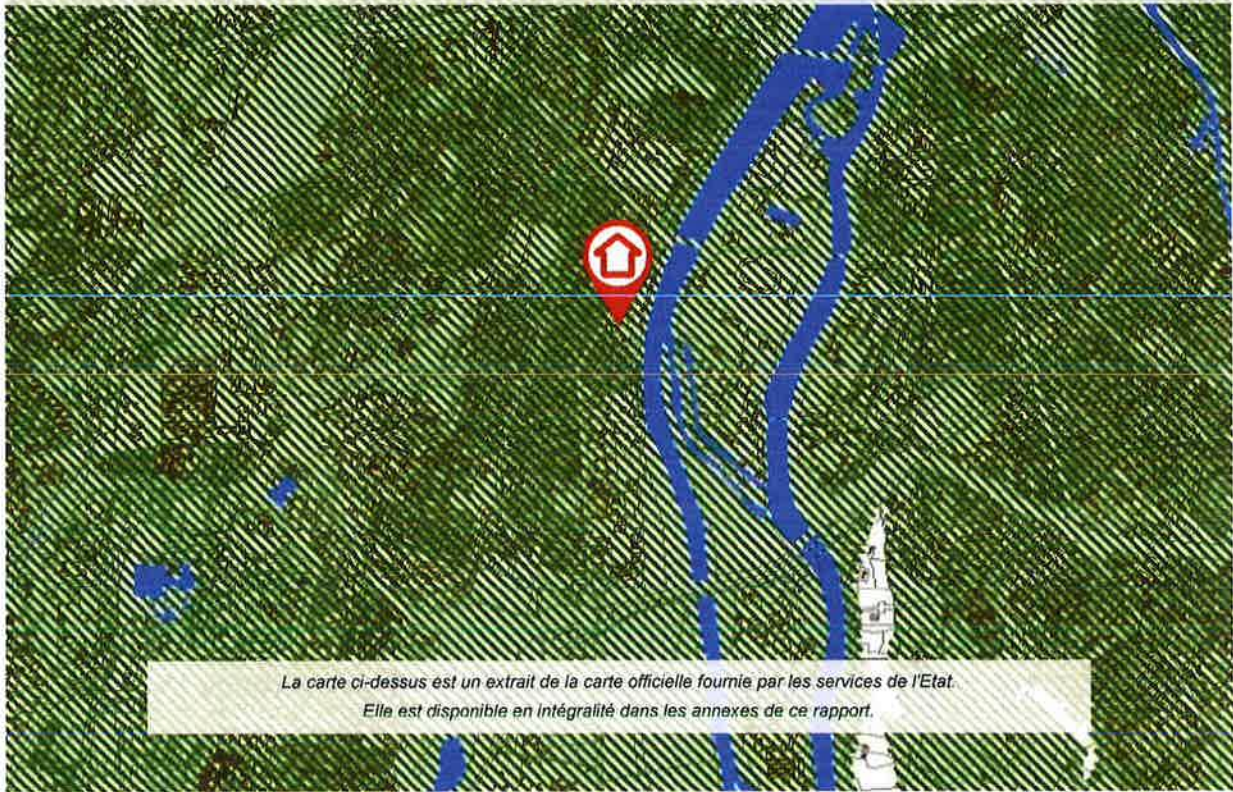 La carte ci-dessus est un extrait de la carte officielle fournie par les services de l'Etat.
Elle est disponible en intégralité dans les annexes de ce rapport.